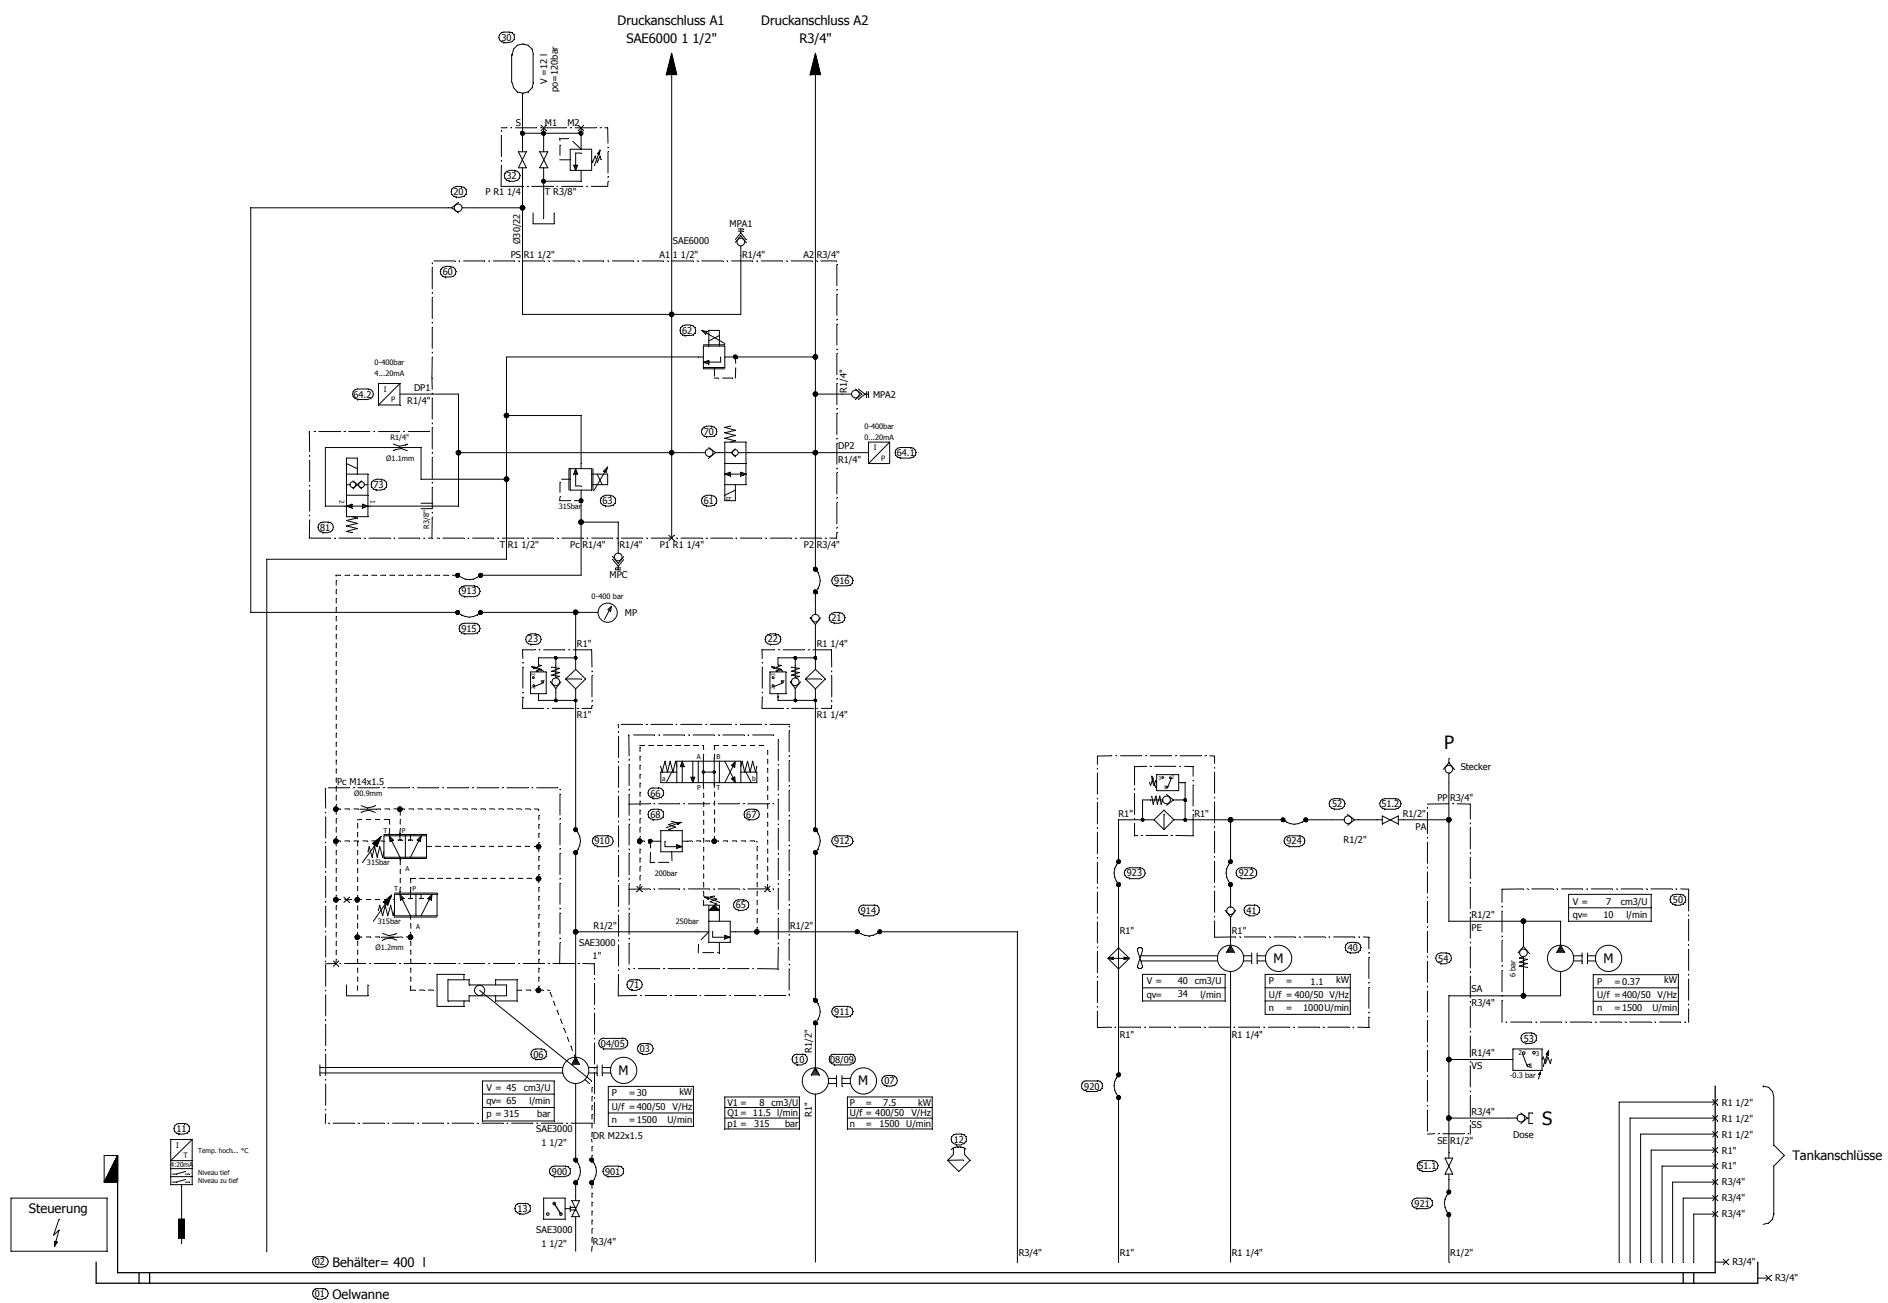 Druckanschluss A1
SAE6000 1 1/2"
Druckanschluss A2
R3/4"
30
V =12 l
po=120bar
S
M1
M2
32
P R1 1/4
T R3/8"
20
Ø30/22
MPA1
SAE6000
PS R1 1/2"
A1 1 1/2"
R1/4"
A2 R3/4"
60
62
0-400bar
4...20mA
64.2
I
P
DP1
R1/4"
R1/4"
MPA2
R1/4"
Ø1.1mm
70
0-400bar
0...20mA
DP2
R1/4"
I
P
64.1
73
2
1
81
R3/8"
63
315bar
61
T R1 1/2"
Pc R1/4"
R1/4"
P1 R1 1/4"
P2 R3/4"
MPC
913
916
0-400 bar
MP
915
21
23
R1"
22
R1 1/4"
R1"
R1 1/4"
Pc M14x1.5
Ø0.9mm
T
P
315bar
A
T
P
315bar
A
Ø1.2mm
910
A
B
a
b
P
T
66
68
67
200bar
65
250bar
71
912
R1/2"
SAE3000
1"
R1/2"
914
911
R1/2"
06
04/05
03
M
V = 45 cm3/U
qv= 65 l/min
p = 315 bar
P = 30 kW
U/f = 400/50 V/Hz
n = 1500 U/min
SAE3000
1 1/2"
DR M22x1.5
900
901
13
SAE3000
1 1/2"
R3/4"
10
08/09
M
07
R1"
V1 = 8 cm3/U
Q1 = 11.5 l/min
p1 = 315 bar
P = 7.5 kW
U/f = 400/50 V/Hz
n = 1500 U/min
12
R3/4"
R1"
R1"
923
922
924
52
R1/2"
51.2
R1/2"
PA
P
Stecker
PP R3/4"
41
R1"
R1"
40
M
V = 40 cm3/U
qv= 34 l/min
P = 1.1 kW
U/f = 400/50 V/Hz
n = 1000U/min
R1"
R1 1/4"
920
R1"
R1 1/4"
50
V = 7 cm3/U
qv= 10 l/min
R1/2"
PE
54
6 bar
M
SA
R3/4"
P = 0.37 kW
U/f = 400/50 V/Hz
n = 1500 U/min
53
R1/4"
VS
2
3
1
-0.3 bar
R3/4"
SS
S
Dose
SE R1/2"
51.1
921
R1/2"
R1 1/2"
R1 1/2"
R1 1/2"
R1"
R1"
R3/4"
R3/4"
R3/4"
Tankanschlüsse
R3/4"
R3/4"
11
I
T
4:20mA
Temp. hoch... °C
Niveau tief
Niveau zu tief
Steuerung
02 Behälter= 400 l
01 Oelwanne